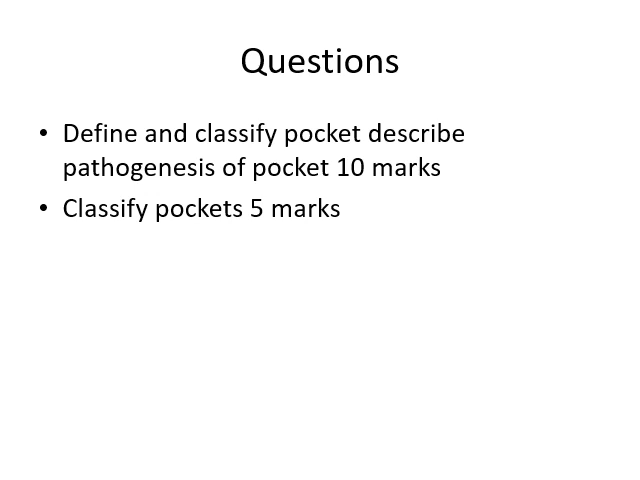 Questions
• Define and classify pocket describe
pathogenesis of pocket 10 marks
• Classify pockets 5 marks